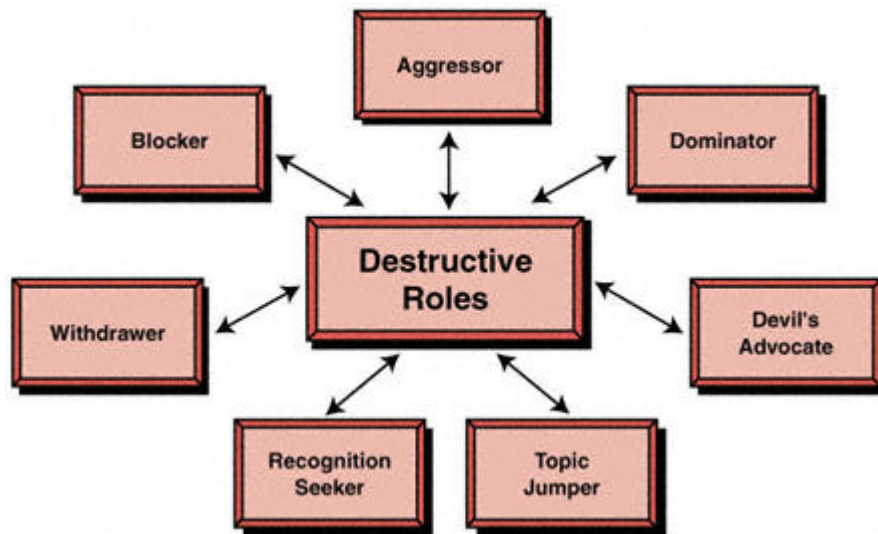 Aggressor
Blocker
Dominator
Destructive
Roles
Withdrawer
Devil's
Advocate
Recognition
Seeker
Topic
Jumper